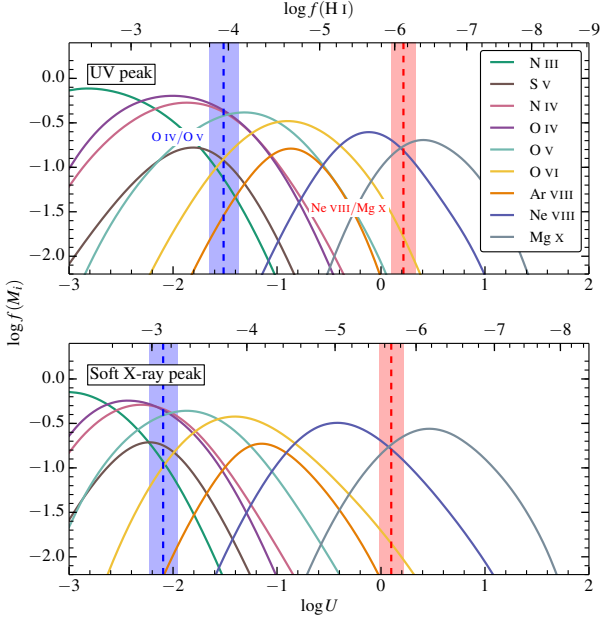 log f(H I)
−3 −4 −5 −6 −7 −8 −9
UV peak
O IV/O V
Ne VIII/Mg X
N III
S V
N IV
O IV
O V
O VI
Ar VIII
Ne VIII
Mg X
0.0
−0.5
−1.0
−1.5
−2.0
−3 −2 −1 0 1 2
log f(Mi)
−3 −4 −5 −6 −7 −8
Soft X-ray peak
0.0
−0.5
−1.0
−1.5
−2.0
−3 −2 −1 0 1 2
log U